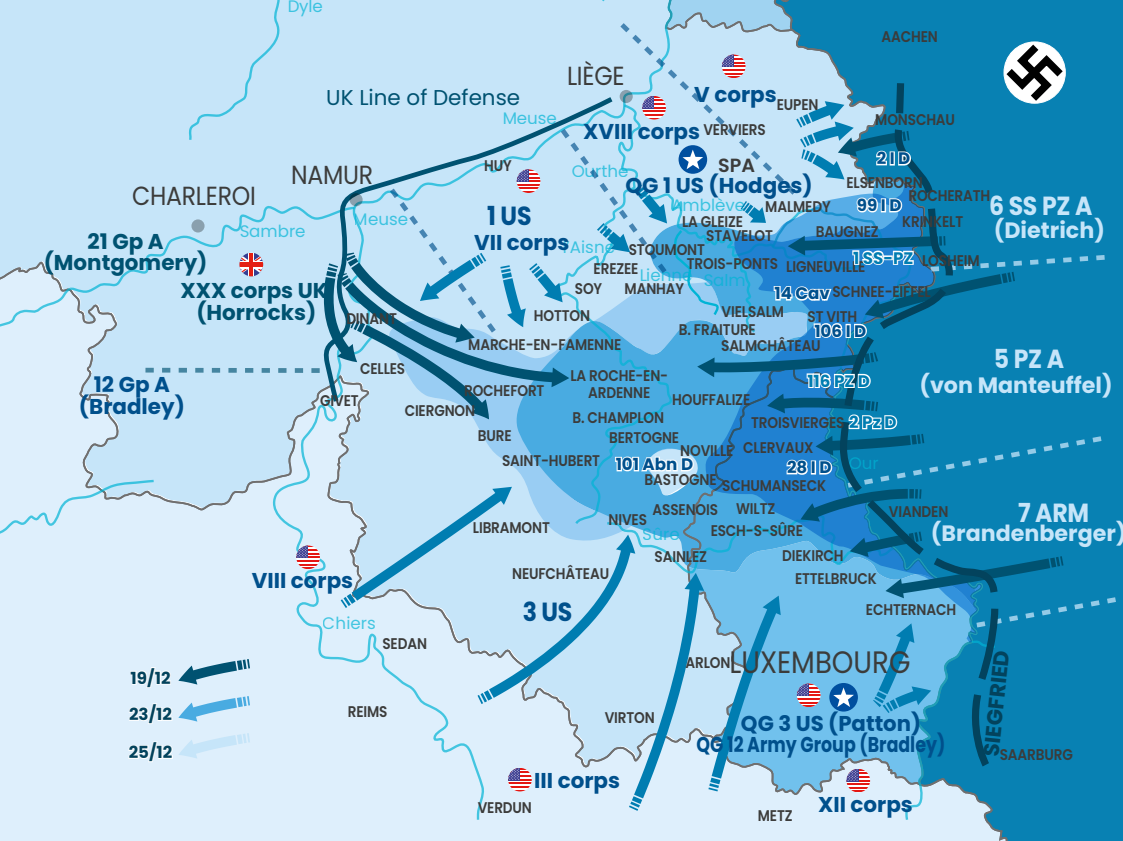 AACHEN
Dyle
LIÈGE
UK Line of Defense
V corps
EUPEN
Meuse
XVIII corps
VERVIERS
MONSCHAU
2 I D
HUY
Ourthe
SPA
QG 1 US (Hodges)
ELSENBORN
NAMUR
CHARLEROI
ROCHERATH
99 I D
Amblève
MALMEDY
6 SS PZ A
(Dietrich)
Meuse
1 US
VII corps
LA GLEIZE
KRINKELT
Sambre
STAVELOT
BAUGNEZ
21 Gp A
(Montgomery)
Aisne
STOUMONT
1SS-PZ
LOSHEIM
EREZEE
Lienne
TROIS-PONTS
LIGNEUVILLE
Salm
SOY
MANHAY
XXX corps UK
(Horrocks)
14 Cav
SCHNEE-EIFFEL
DINANT
HOTTON
VIELSALM
ST VITH
B. FRAITURE
106 I D
MARCHE-EN-FAMENNE
SALMCHÂTEAU
CELLES
5 PZ A
(von Manteuffel)
12 Gp A
(Bradley)
LA ROCHE-EN-
ARDENNE
116 PZ D
ROCHEFORT
GIVET
HOUFFALIZE
CIERGNON
B. CHAMPLON
TROISVIERGES
2 Pz D
BURE
BERTOGNE
NOVILLE
CLERVAUX
SAINT-HUBERT
101 Abn D
28 I D
Our
BASTOGNE
SCHUMANSECK
ASSENOIS
WILTZ
VIANDEN
7 ARM
(Brandenberger)
LIBRAMONT
NIVES
Sûre
ESCH-S-SÛRE
SAINLEZ
DIEKIRCH
VIII corps
NEUFCHÂTEAU
ETTELBRUCK
3 US
ECHTERNACH
Chiers
SEDAN
ARLON
LUXEMBOURG
19/12
SIEGFRIED
23/12
REIMS
VIRTON
QG 3 US (Patton)
QG 12 Army Group (Bradley)
25/12
SAARBURG
III corps
VERDUN
XII corps
METZ